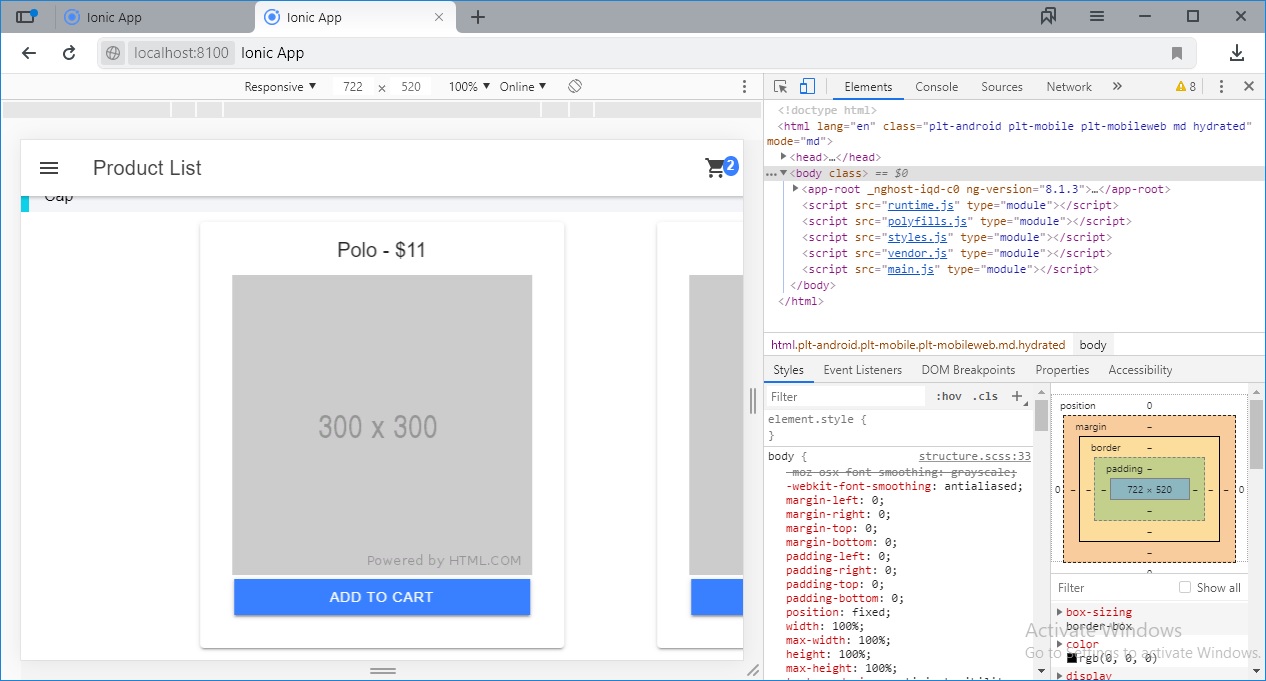 Ionic App
Ionic App
localhost:8100 Ionic App
Responsive 722 × 520 100% Online
Elements Console Sources Network » 8
<!doctype html>
<html lang="en" class="plt-android plt-mobile plt-mobileweb md hydrated"
mode="md">
<head>…</head>
<body class> == $0
<app-root _nghost-iqd-c0 ng-version="8.1.3">…</app-root>
<script src="runtime.js" type="module"></script>
<script src="polyfills.js" type="module"></script>
<script src="styles.js" type="module"></script>
<script src="vendor.js" type="module"></script>
<script src="main.js" type="module"></script>
</body>
</html>
html.plt-android.plt-mobile.plt-mobileweb.md.hydrated body
Product List
2
Cap
Polo - $11
300 x 300
Powered by HTML.COM
ADD TO CART
Styles Event Listeners DOM Breakpoints Properties Accessibility
Filter :hov .cls +
element.style {
}
body {
structure.scss:33
-moz-osx-font-smoothing: grayscale;
-webkit-font-smoothing: antialiased;
margin-left: 0;
margin-right: 0;
margin-top: 0;
margin-bottom: 0;
padding-left: 0;
padding-right: 0;
padding-top: 0;
padding-bottom: 0;
position: fixed;
width: 100%;
max-width: 100%;
height: 100%;
max-height: 100%;
position 0
margin –
border –
padding –
0 – – – 722 × 520 – – – 0
–
–
–
Filter Show all
box-sizing
border-box
color
rgb(0, 0, 0)
display
Activate Windows
Go to Settings to activate Windows.